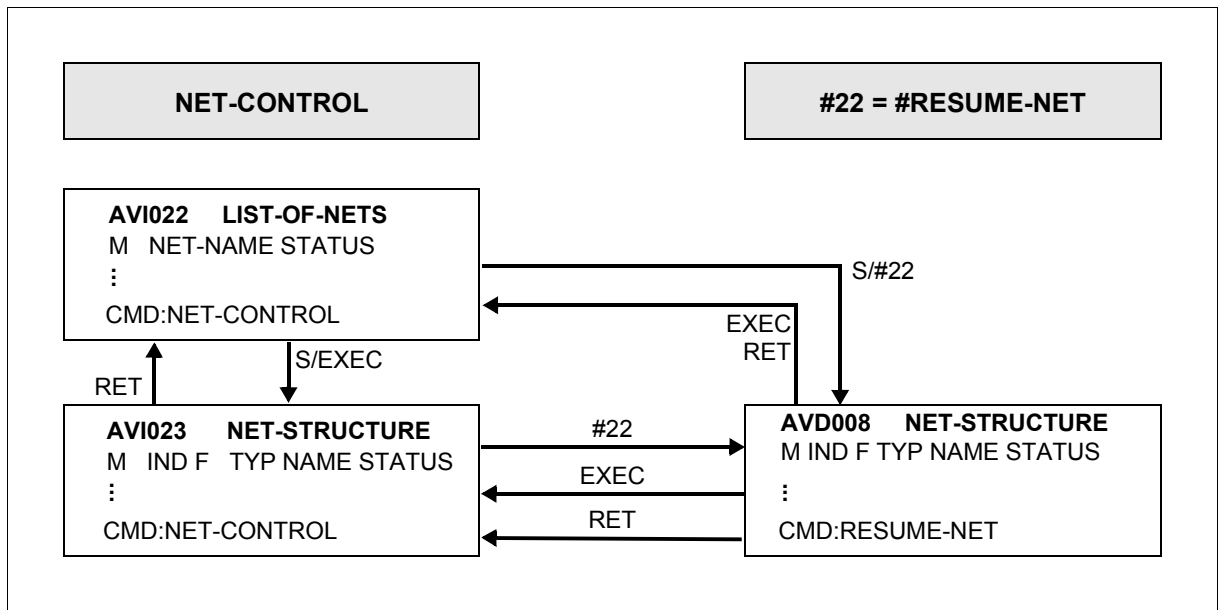 NET-CONTROL
#22 = #RESUME-NET
AVI022 LIST-OF-NETS
M NET-NAME STATUS
⋮
CMD:NET-CONTROL
S/#22
EXEC
RET
S/EXEC
RET
AVI023 NET-STRUCTURE
M IND F TYP NAME STATUS
⋮
CMD:NET-CONTROL
#22
EXEC
RET
AVD008 NET-STRUCTURE
M IND F TYP NAME STATUS
⋮
CMD:RESUME-NET